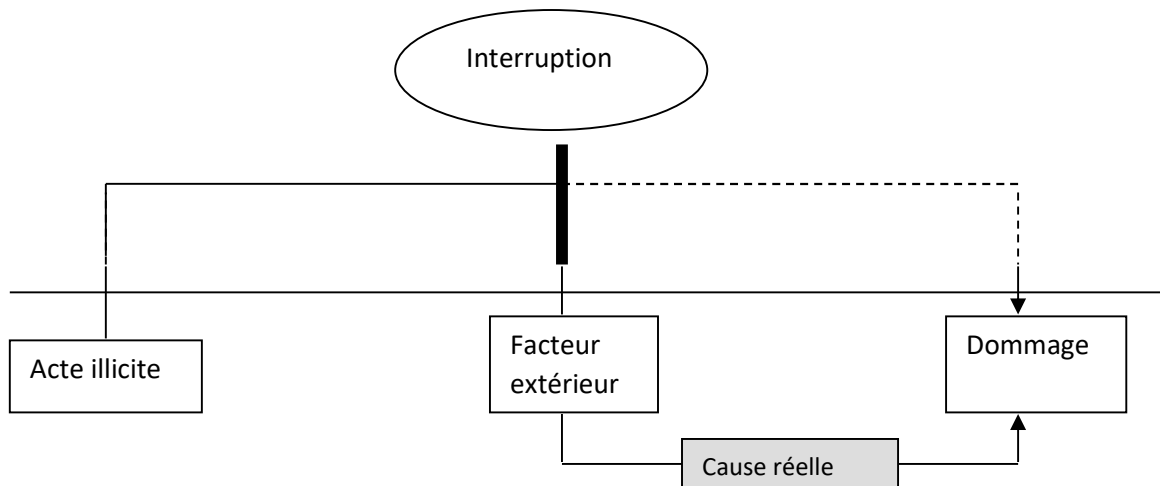 Interruption
Acte illicite
Facteur
extérieur
Dommage
Cause réelle